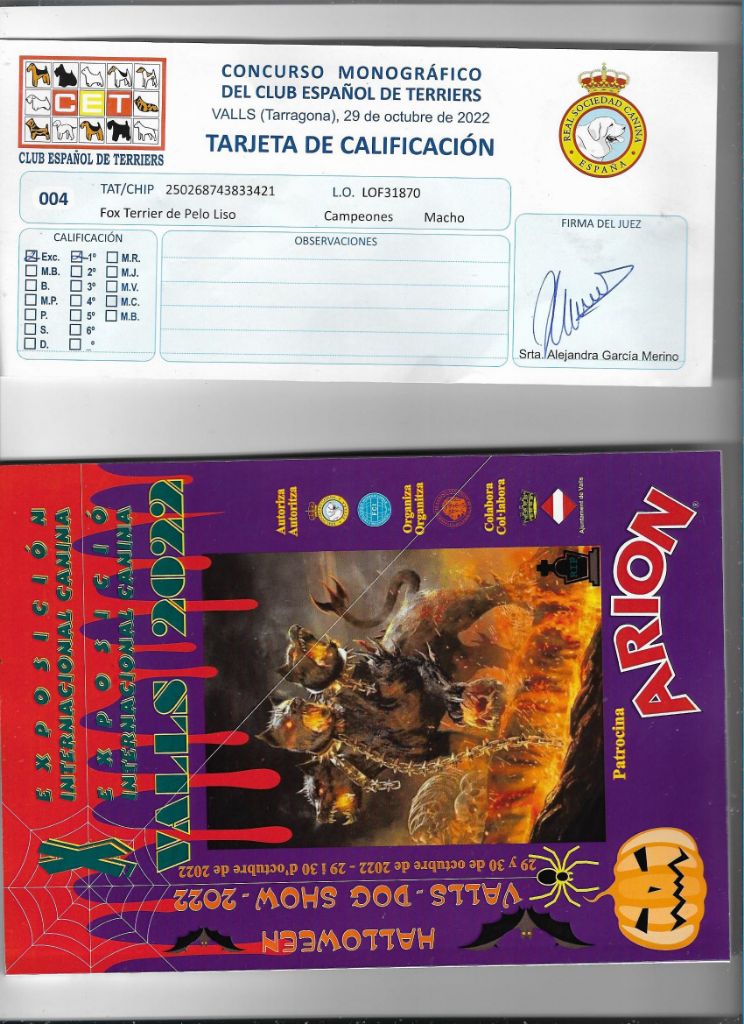 CET
CLUB ESPAÑOL DE TERRIERS
CONCURSO MONOGRÁFICO
DEL CLUB ESPAÑOL DE TERRIERS
VALLS (Tarragona), 29 de octubre de 2022
TARJETA DE CALIFICACIÓN
REAL SOCIEDAD CANINA
ESPAÑA
004
TAT/CHIP 250268743833421
L.O. LOF31870
Fox Terrier de Pelo Liso
Campeones Macho
CALIFICACIÓN
Exc. 1º M.R.
M.B. 2º M.J.
B. 3º M.V.
M.P. 4º M.C.
P. 5º M.B.
S. 6º
D. º
OBSERVACIONES
FIRMA DEL JUEZ
Srta. Alejandra García Merino
X
EXPOSICIÓN
INTERNACIONAL CANINA
EXPOSICIÓ
INTERNACIONAL CANINA
VALLS 2022
Autoriza
Autoritza
FCI
Organiza
Organitza
Colabora
Col·labora
Ajuntament de Valls
Patrocina
ARION®
29 y 30 de octubre de 2022 - 29 i 30 d'octubre de 2022
VALLS - DOG SHOW - 2022
HALLOWEEN